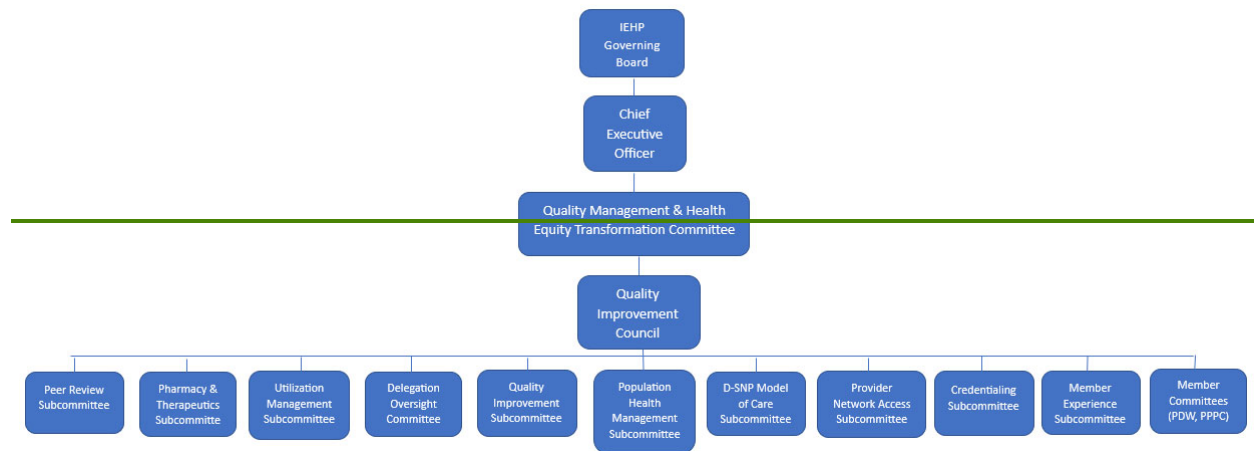 IEHP
Governing
Board
Chief
Executive
Officer
Quality Management & Health
Equity Transformation Committee
Quality
Improvement
Council
Peer Review
Subcommittee
Pharmacy &
Therapeutics
Subcommitte
Utilization
Management
Subcommittee
Delegation
Oversight
Committee
Quality
Improvement
Subcommittee
Population
Health
Management
Subcommittee
D-SNP Model
of Care
Subcommittee
Provider
Network Access
Subcommittee
Credentialing
Subcommittee
Member
Experience
Subcommittee
Member
Committees
(PDW, PPPC)